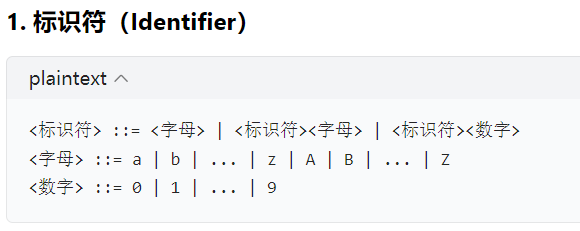 1. 标识符（Identifier）
plaintext
<标识符> ::= <字母> | <标识符><字母> | <标识符><数字>
<字母> ::= a | b | ... | z | A | B | ... | Z
<数字> ::= 0 | 1 | ... | 9